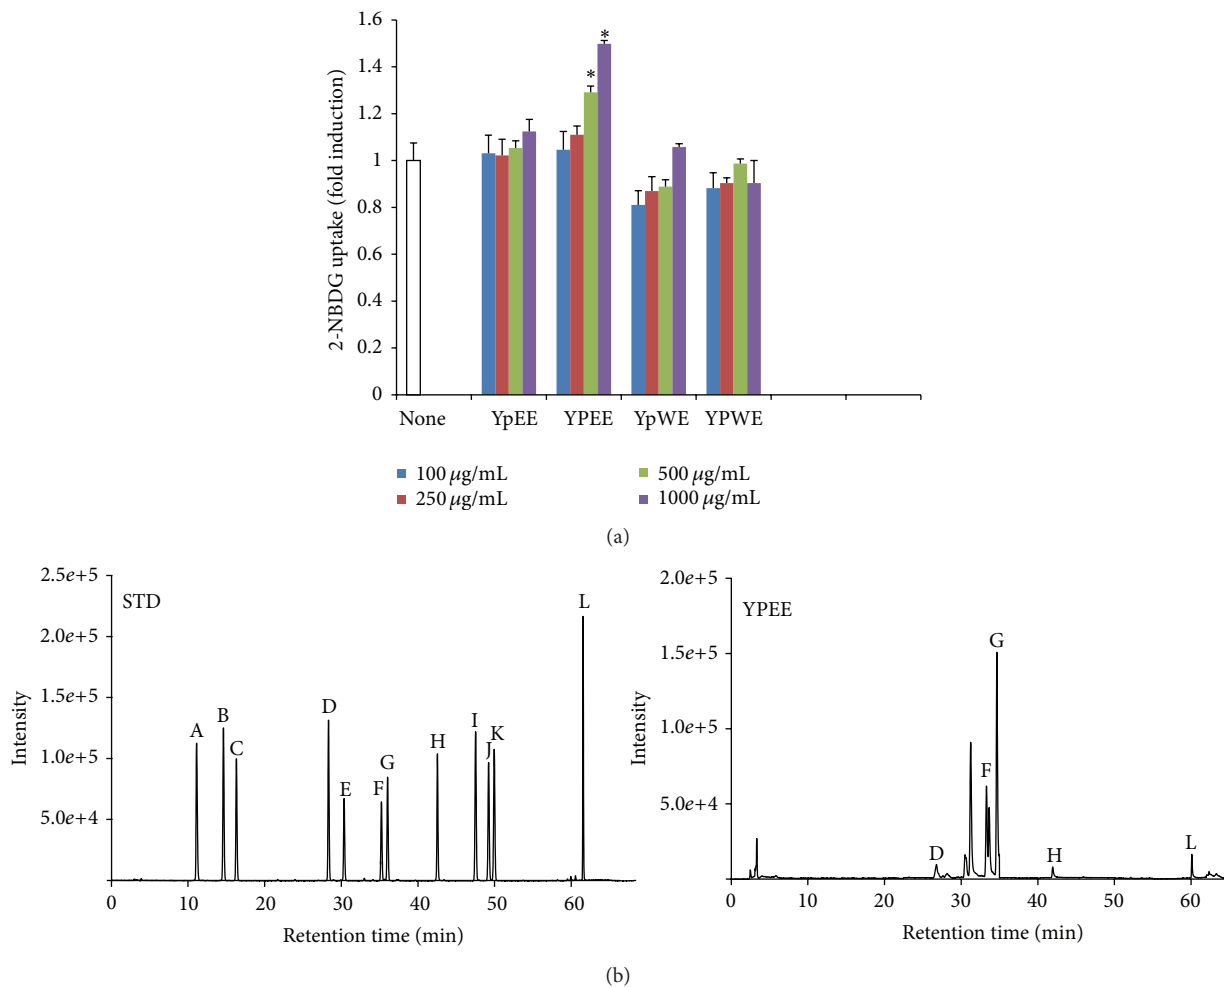 2-NBDG uptake (fold induction)
1.6
1.4
1.2
1
0.8
0.6
0.4
0.2
0
*
*
None YpEE YPEE YpWE YPWE
100 μg/mL 500 μg/mL
250 μg/mL 1000 μg/mL
(a)
Intensity
2.5e+5
2.0e+5
1.5e+5
1.0e+5
5.0e+4
STD
A B C D E F G H I J K L
0 10 20 30 40 50 60
Retention time (min)
Intensity
2.0e+5
1.5e+5
1.0e+5
5.0e+4
YPEE
D F G H L
0 10 20 30 40 50 60
Retention time (min)
(b)